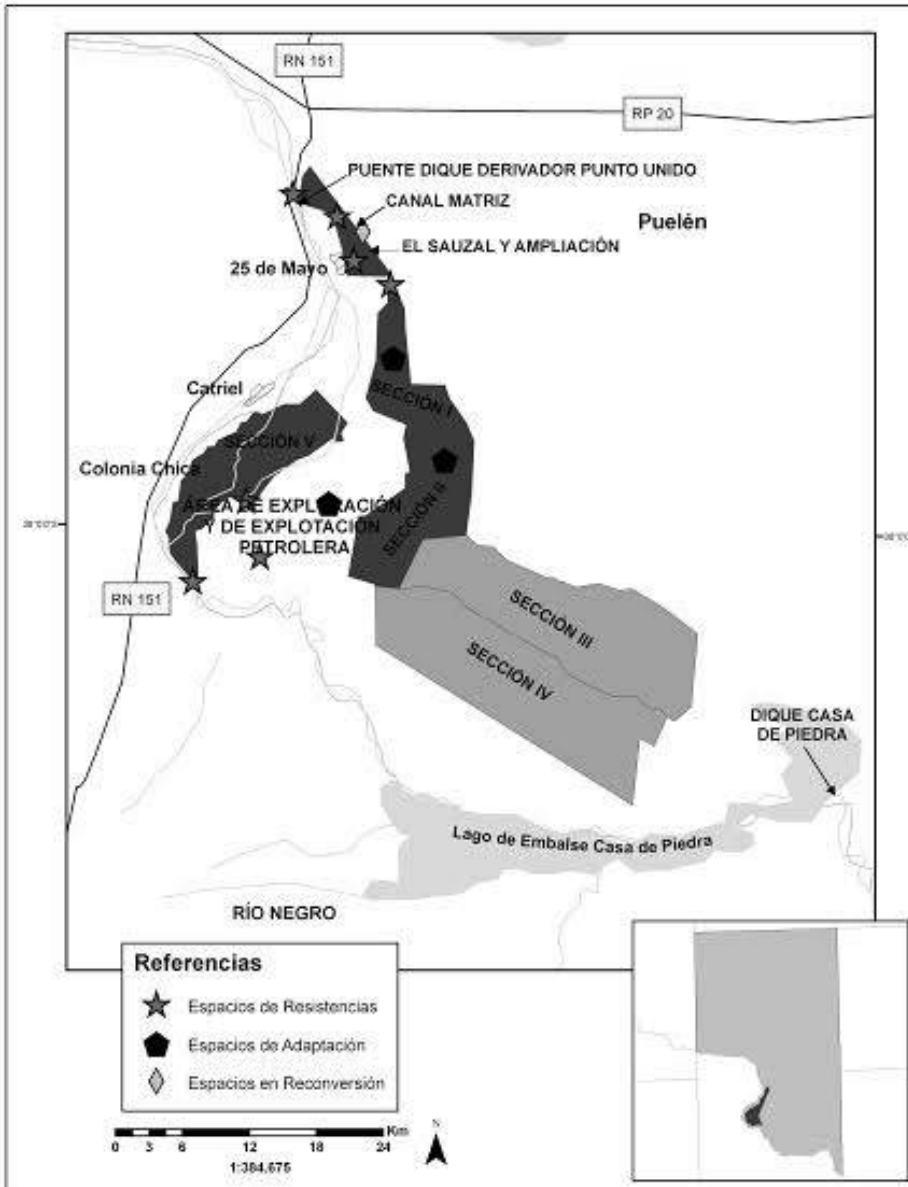 RN 151
RP 20
PUENTE DIQUE DERIVADOR PUNTO UNIDO
CANAL MATRIZ
Puelén
EL SAUZAL Y AMPLIACIÓN
25 de Mayo
Catriel
SECCIÓN I
SECCIÓN V
Colonia Chica
SECCIÓN II
ÁREA DE EXPLORACIÓN
Y DE EXPLOTACIÓN
PETROLERA
RN 151
SECCIÓN III
SECCIÓN IV
DIQUE CASA
DE PIEDRA
Lago de Embalse Casa de Piedra
RÍO NEGRO
Referencias
Espacios de Resistencias
Espacios de Adaptación
Espacios en Reconversión
N
Km
0 3 6 12 18 24
1:384.675